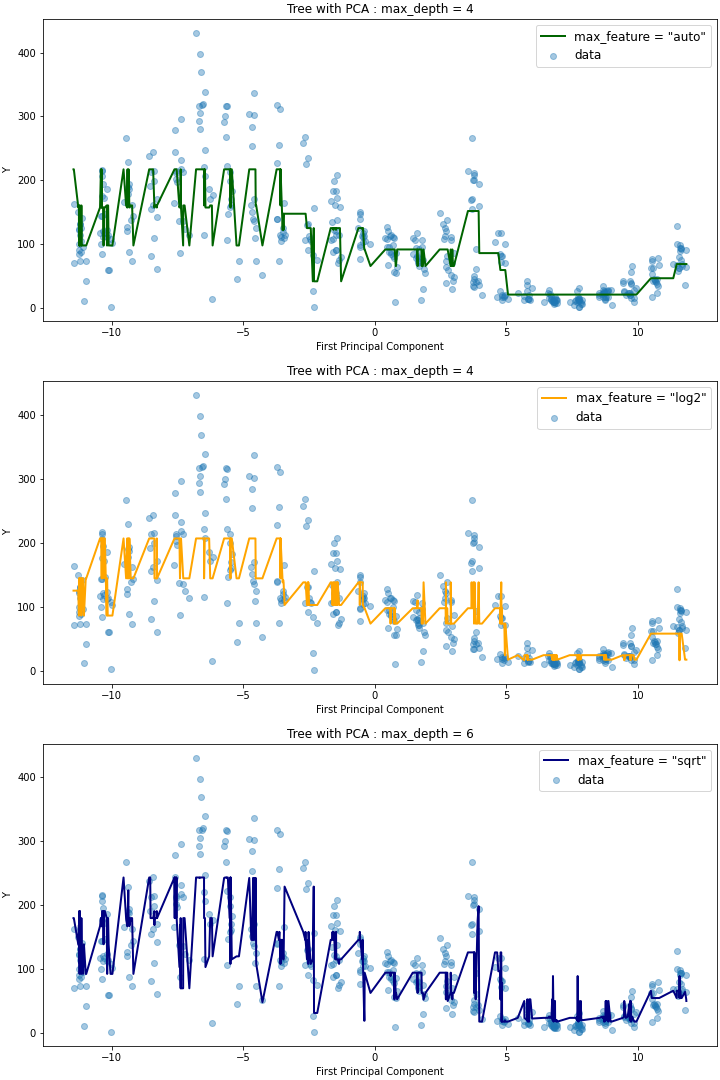 Tree with PCA : max_depth = 4
max_feature = "auto"
data
400
300
200
100
0
Y
−10
−5
0
5
10
First Principal Component
Tree with PCA : max_depth = 4
max_feature = "log2"
data
400
300
200
100
0
Y
−10
−5
0
5
10
First Principal Component
Tree with PCA : max_depth = 6
max_feature = "sqrt"
data
400
300
200
100
0
Y
−10
−5
0
5
10
First Principal Component